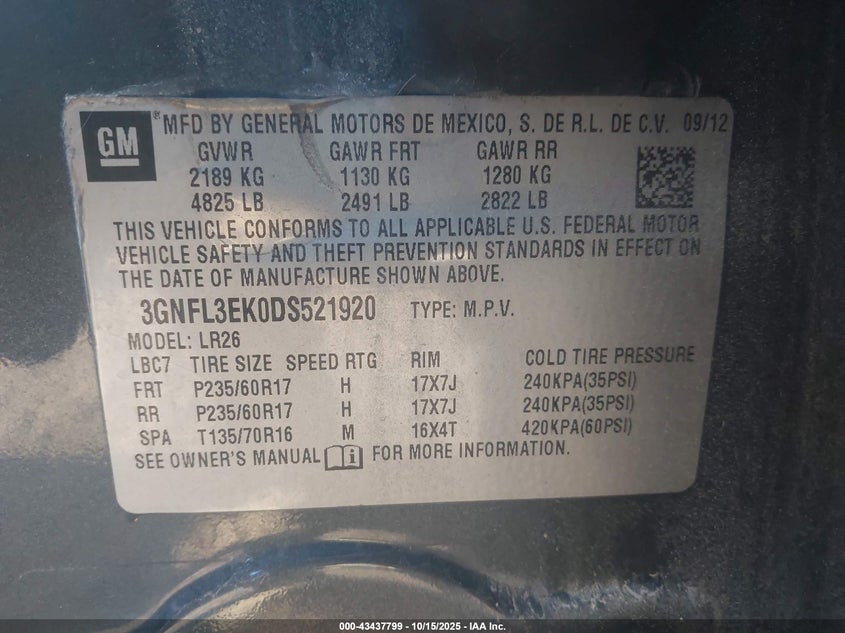 GM® MFD BY GENERAL MOTORS DE MEXICO, S. DE R.L. DE C.V. 09/12
GVWR GAWR FRT GAWR RR
2189 KG 1130 KG 1280 KG
4825 LB 2491 LB 2822 LB
THIS VEHICLE CONFORMS TO ALL APPLICABLE U.S. FEDERAL MOTOR
VEHICLE SAFETY AND THEFT PREVENTION STANDARDS IN EFFECT ON
THE DATE OF MANUFACTURE SHOWN ABOVE.
3GNFL3EK0DS521920 TYPE: M.P.V.
MODEL: LR26
LBC7 TIRE SIZE SPEED RTG RIM COLD TIRE PRESSURE
FRT P235/60R17 H 17X7J 240KPA(35PSI)
RR P235/60R17 H 17X7J 240KPA(35PSI)
SPA T135/70R16 M 16X4T 420KPA(60PSI)
SEE OWNER'S MANUAL i FOR MORE INFORMATION.
000-43437799 - 10/15/2025 - IAA Inc.